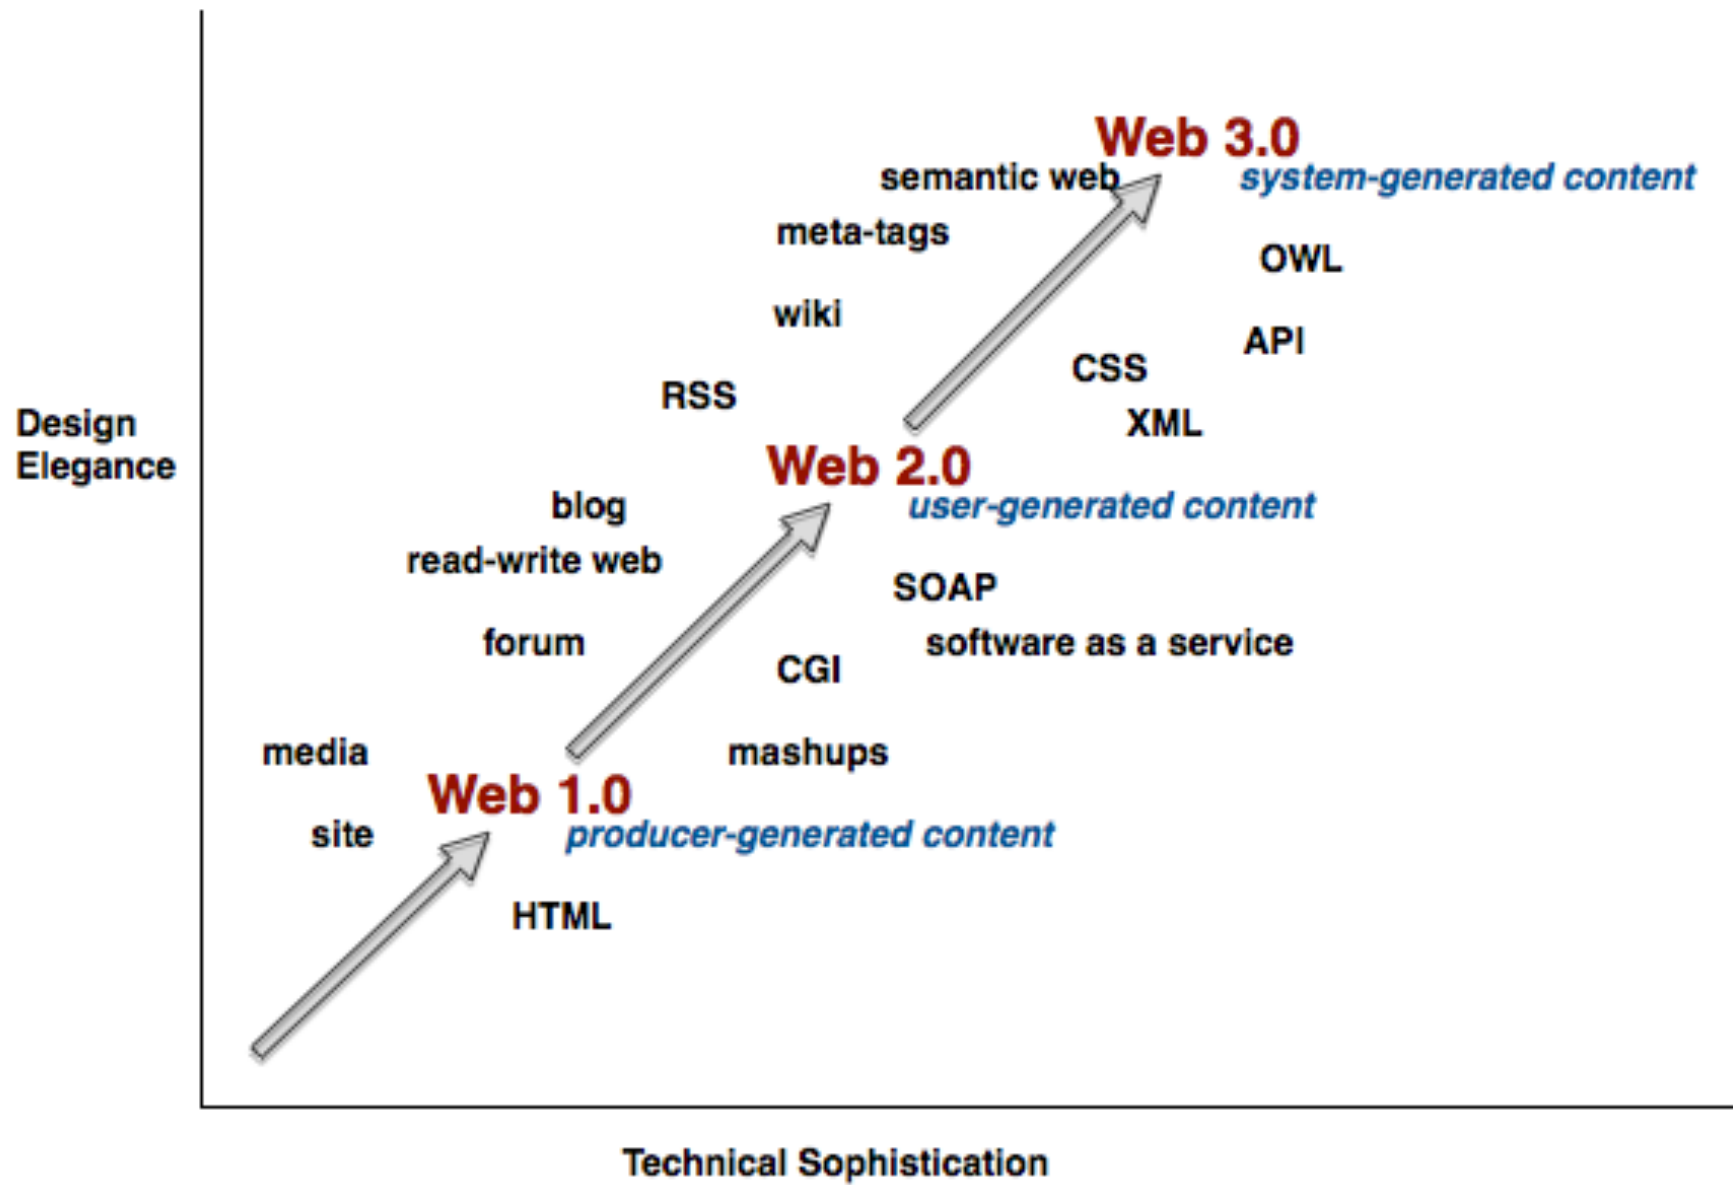 Web 3.0
semantic web
system-generated content
meta-tags
OWL
wiki
API
CSS
RSS
XML
Design
Elegance
Web 2.0
blog
user-generated content
read-write web
SOAP
forum
software as a service
CGI
media
mashups
Web 1.0
site
producer-generated content
HTML
Technical Sophistication